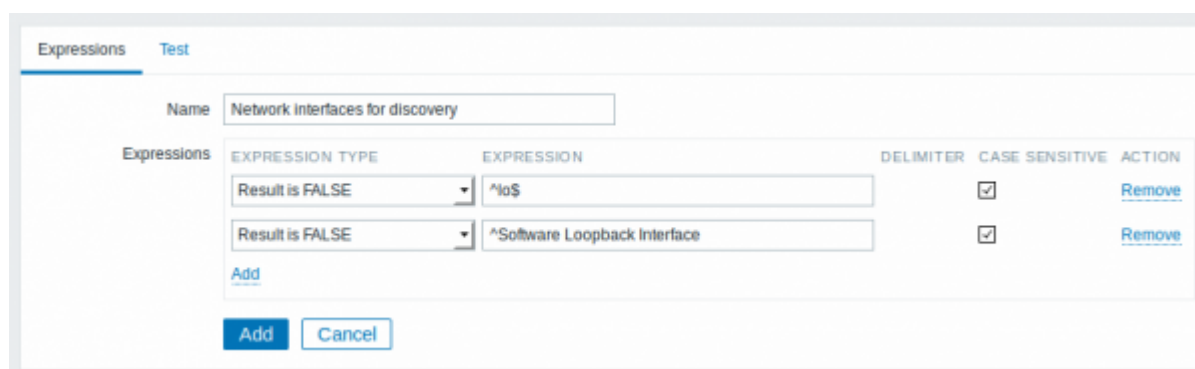 Expressions Test
Name Network interfaces for discovery
Expressions EXPRESSION TYPE EXPRESSION DELIMITER CASE SENSITIVE ACTION
Result is FALSE ^lo$ Remove
Result is FALSE ^Software Loopback Interface Remove
Add
Add Cancel